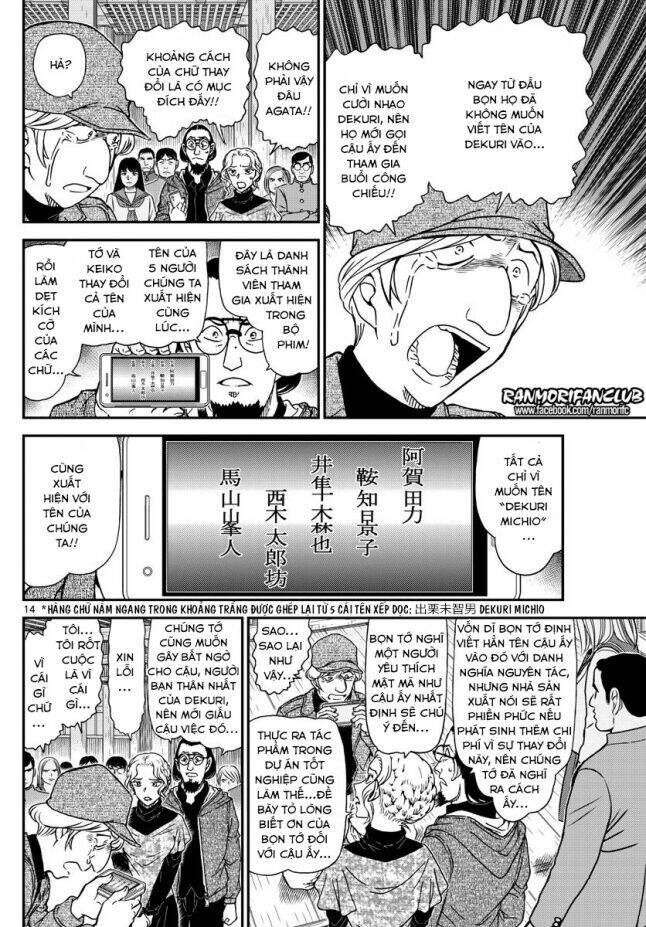 NGAY TỪ ĐẦU
BỌN HỌ ĐÃ
KHÔNG MUỐN
VIẾT TÊN CỦA
DEKURI VÀO...
CHỈ VÌ MUỐN
CƯỜI NHẠO
DEKURI, NÊN
HỌ MỚI GỌI
CẬU ẤY ĐẾN
THAM GIA
BUỔI CÔNG
CHIẾU!!
KHÔNG
PHẢI VẬY
ĐÂU
AGATA!!
KHOẢNG CÁCH
CỦA CHỮ THAY
ĐỔI LÀ CÓ MỤC
ĐÍCH ĐẤY!!
HẢ?
ĐÂY LÀ DANH
SÁCH THÀNH
VIÊN THAM
GIA XUẤT HIỆN
TRONG
BỘ
PHIM!
TÊN CỦA
5 NGƯỜI
CHÚNG TA
XUẤT HIỆN
CÙNG
LÚC...
TỚ VÀ
KEIKO
THAY ĐỔI
CẢ TÊN
CỦA
MÌNH...
RỒI
LÀM DẸT
KÍCH
CỠ CỦA
CÁC
CHỮ...
RANMORIFANCLUB
www.facebook.com/ranmorifc
TẤT CẢ
CHỈ VÌ
MUỐN TÊN
"DEKURI
MICHIO"
...
阿賀田力
鞍知日景子
井隼木森也
西木太郎坊
馬山山峯人
CŨNG
XUẤT
HIỆN VỚI
TÊN CỦA
CHÚNG
TA!!
14 *HÀNG CHỮ NẰM NGANG TRONG KHOẢNG TRẮNG ĐƯỢC GHÉP LẠI TỪ 5 CÁI TÊN XẾP DỌC: 出栗未智男 DEKURI MICHIO
VỐN DĨ BỌN TỚ ĐỊNH
VIẾT HẲN TÊN CẬU ẤY
VÀO ĐÓ VỚI DANH
NGHĨA NGUYÊN TÁC,
NHƯNG NHÀ SẢN
XUẤT NÓI SẼ RẤT
PHIỀN PHỨC NẾU
PHÁT SINH THÊM CHI
PHÍ VÌ SỰ THAY ĐỔI
NÀY, NÊN CHÚNG
TỚ ĐÃ NGHĨ
RA CÁCH
ẤY...
BỌN TỚ NGHĨ
MỘT NGƯỜI
YÊU THÍCH
MẬT MÃ NHƯ
CẬU ẤY NHẤT
ĐỊNH SẼ CHÚ
Ý ĐẾN...
SAO...
SAO LẠI
NHƯ
VẬY...
THỰC RA TÁC
PHẨM TRONG
DỰ ÁN TỐT
NGHIỆP CŨNG
LÀM THẾ...ĐỂ
BÀY TỎ LÒNG
BIẾT ƠN CỦA
BỌN TỚ ĐỐI
VỚI CẬU ẤY...
CHÚNG TỚ
CŨNG MUỐN
GÂY BẤT NGỜ
CHO CẬU, NGƯỜI
BẠN THÂN NHẤT
CỦA DEKURI,
NÊN MỚI GIẤU
CẬU VIỆC ĐÓ...
XIN
LỖI
...
TÔI...
TÔI RỐT
CUỘC LÀ
VÌ CÁI
GÌ...
VÌ
CÁI GÌ
CHỨ
...